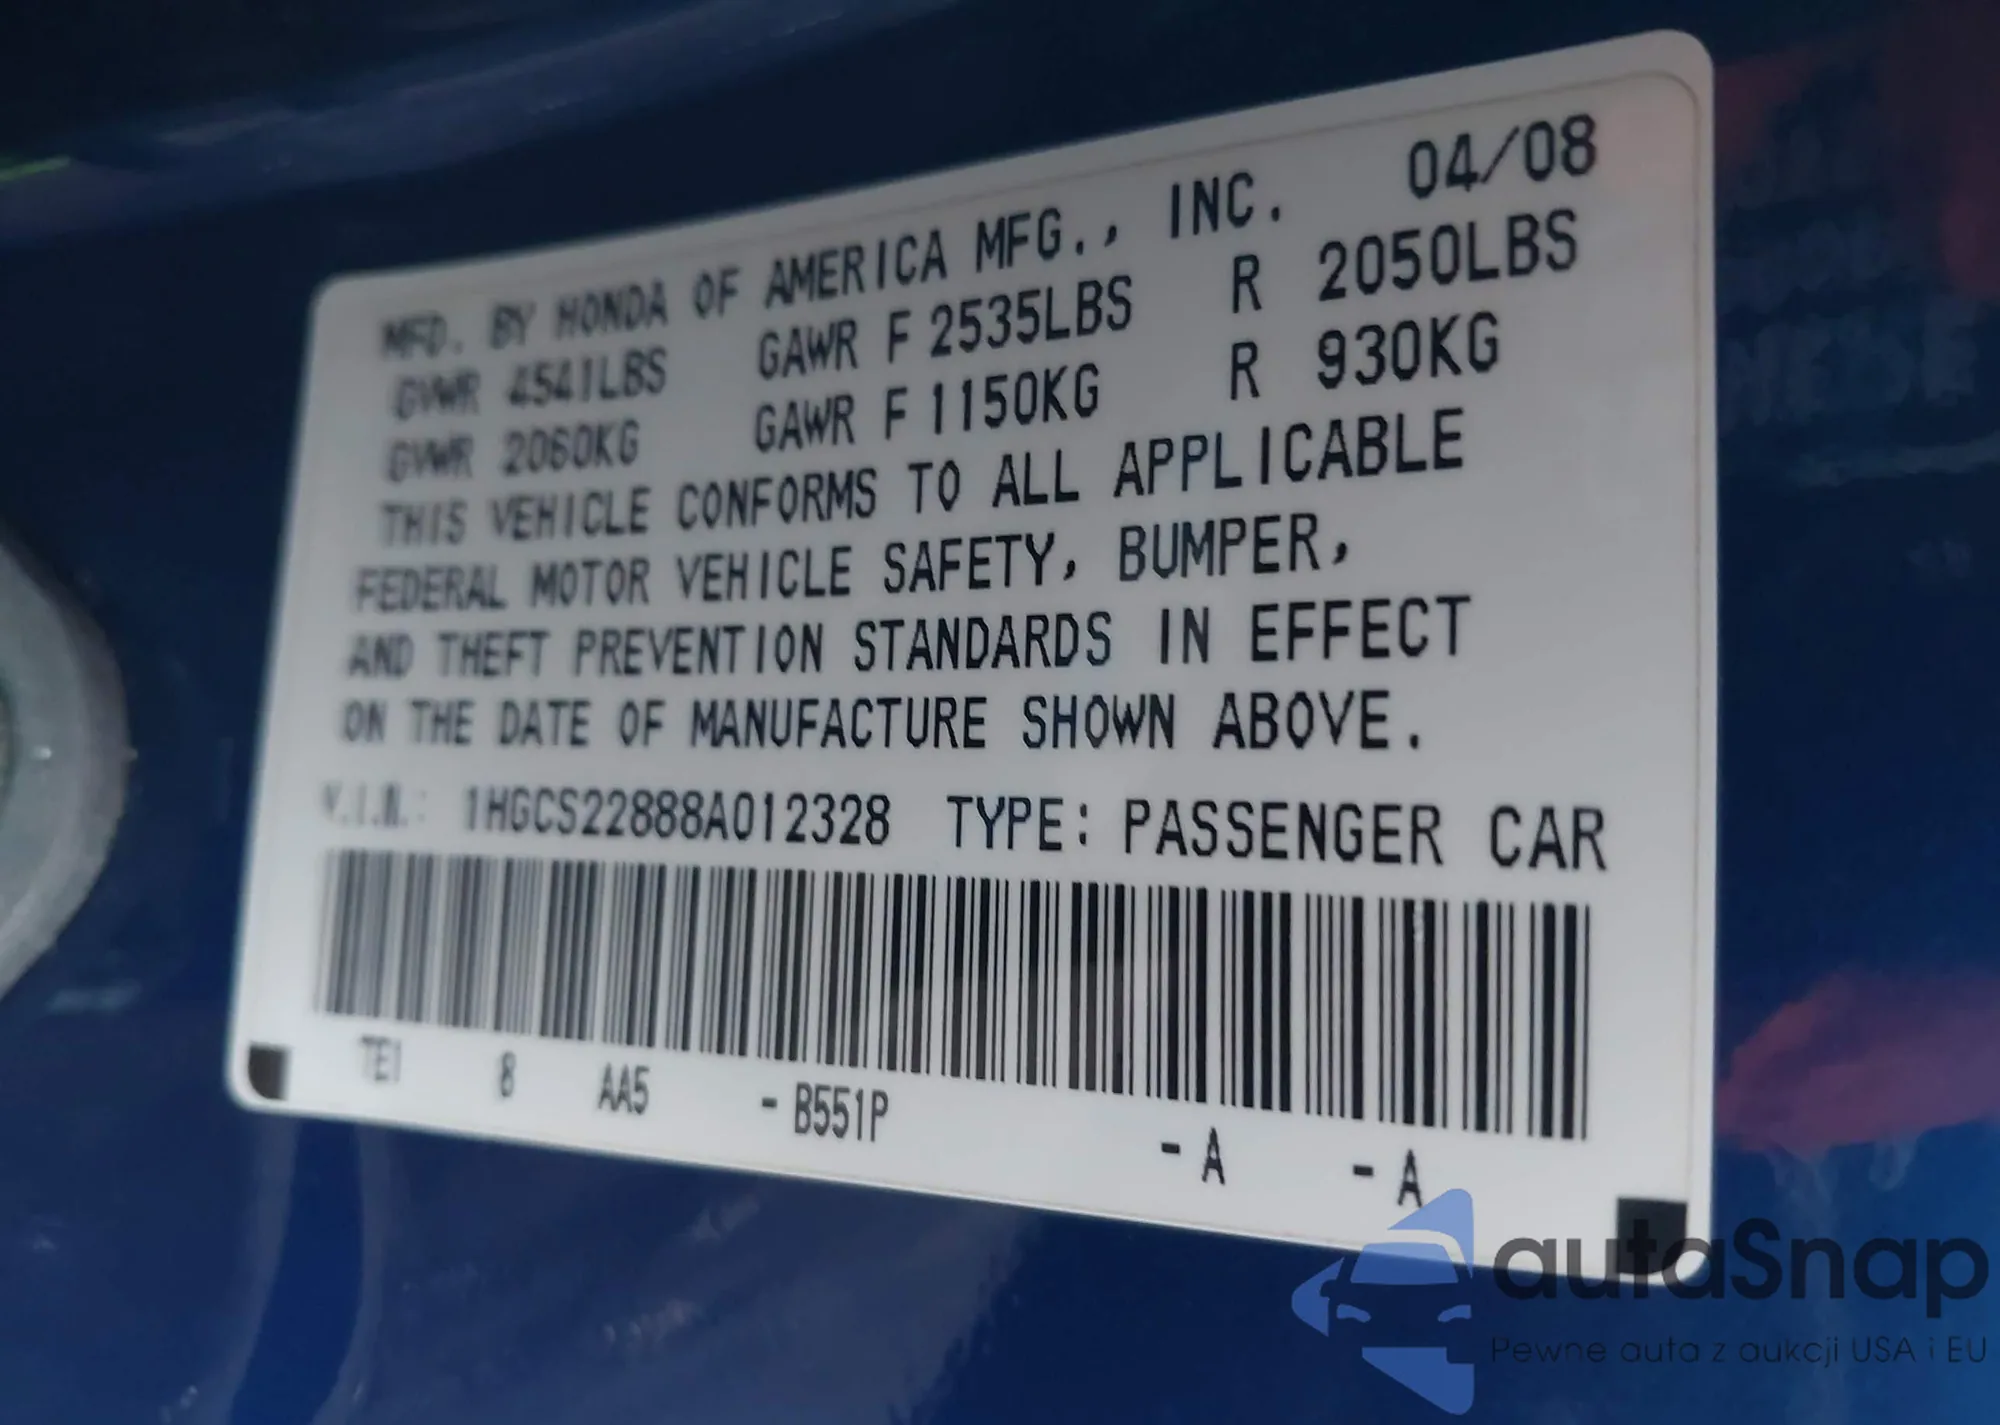 MFD. BY HONDA OF AMERICA MFG., INC. 04/08
GVWR 4541LBS GAWR F 2535LBS R 2050LBS
GVWR 2060KG GAWR F 1150KG R 930KG
THIS VEHICLE CONFORMS TO ALL APPLICABLE
FEDERAL MOTOR VEHICLE SAFETY, BUMPER,
AND THEFT PREVENTION STANDARDS IN EFFECT
ON THE DATE OF MANUFACTURE SHOWN ABOVE.
V.I.N.: 1HGCS22888A012328 TYPE: PASSENGER CAR
TE1 8 AA5 -B551P -A -A
autaSnap
Pewne auta z aukcji USA i EU